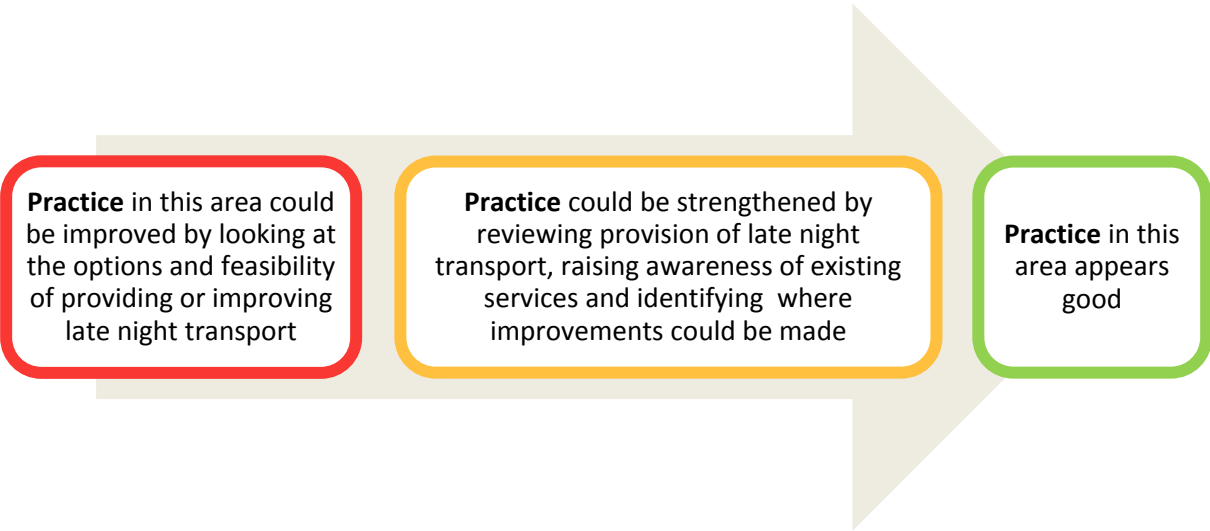 Practice in this area could
be improved by looking at
the options and feasibility
of providing or improving
late night transport
Practice could be strengthened by
reviewing provision of late night
transport, raising awareness of existing
services and identifying  where
improvements could be made
Practice in this
area appears
good